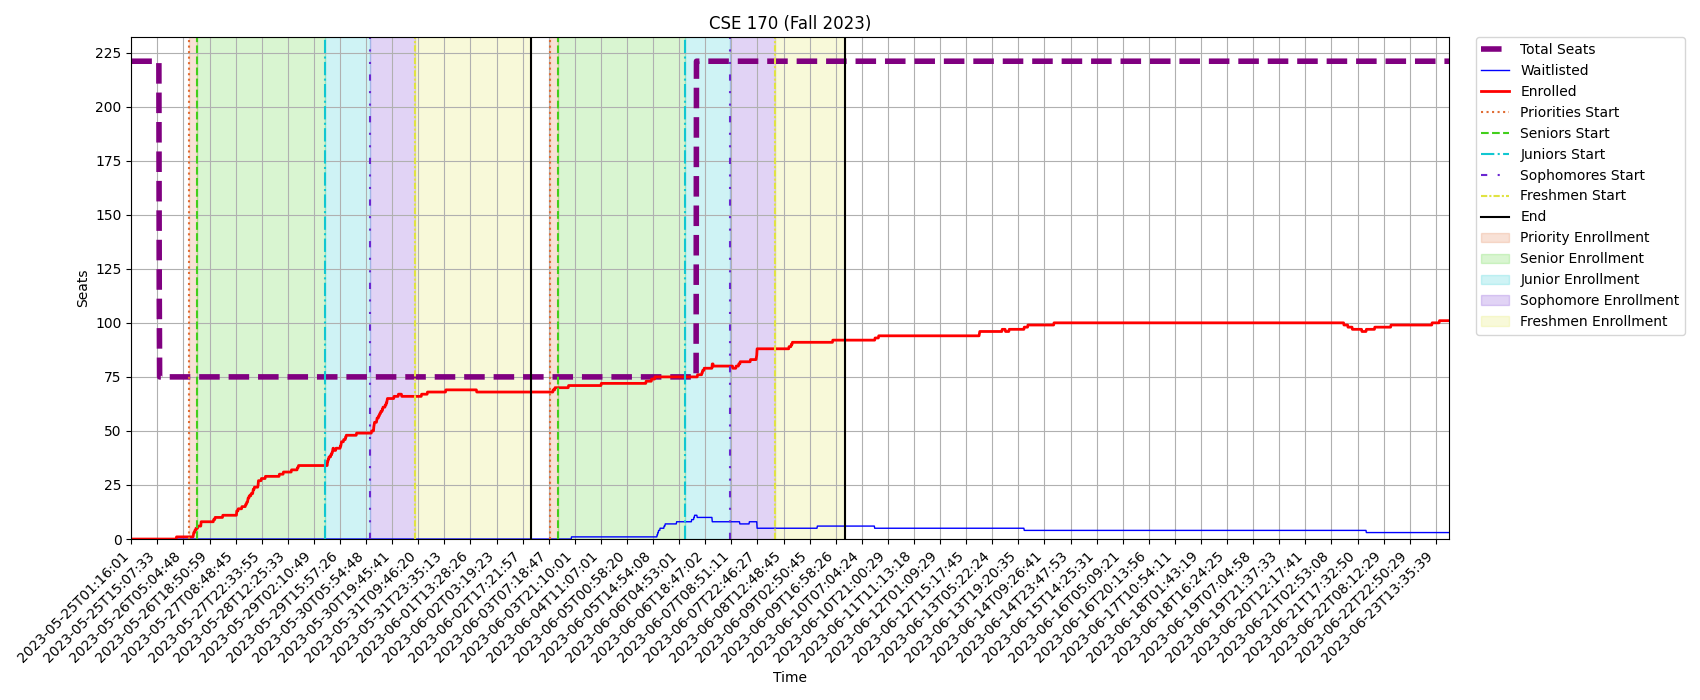 CSE 170 (Fall 2023)
Seats
225
200
175
150
125
100
75
50
25
0
2023-05-25T01:16:01
2023-05-25T15:07:33
2023-05-26T05:04:48
2023-05-26T18:50:59
2023-05-27T08:48:45
2023-05-27T22:33:55
2023-05-28T12:25:33
2023-05-29T02:10:49
2023-05-29T15:57:26
2023-05-30T05:54:48
2023-05-30T19:45:41
2023-05-31T09:46:20
2023-05-31T23:35:13
2023-06-01T13:28:26
2023-06-02T03:19:23
2023-06-02T17:21:57
2023-06-03T07:18:47
2023-06-03T21:10:01
2023-06-04T11:07:01
2023-06-05T00:58:20
2023-06-05T14:54:08
2023-06-06T04:53:01
2023-06-06T18:47:02
2023-06-07T08:51:11
2023-06-07T22:46:27
2023-06-08T12:48:45
2023-06-09T02:50:45
2023-06-09T16:58:26
2023-06-10T07:04:24
2023-06-10T21:00:29
2023-06-11T11:13:18
2023-06-12T01:09:29
2023-06-12T15:17:45
2023-06-13T05:22:24
2023-06-13T19:20:35
2023-06-14T09:26:41
2023-06-14T23:47:53
2023-06-15T14:25:31
2023-06-16T05:09:21
2023-06-16T20:13:56
2023-06-17T10:54:11
2023-06-18T01:43:19
2023-06-18T16:24:25
2023-06-19T07:04:58
2023-06-19T21:37:33
2023-06-20T12:17:41
2023-06-21T02:53:08
2023-06-21T17:32:50
2023-06-22T08:12:29
2023-06-22T22:50:29
2023-06-23T13:35:39
Time
Total Seats
Waitlisted
Enrolled
Priorities Start
Seniors Start
Juniors Start
Sophomores Start
Freshmen Start
End
Priority Enrollment
Senior Enrollment
Junior Enrollment
Sophomore Enrollment
Freshmen Enrollment